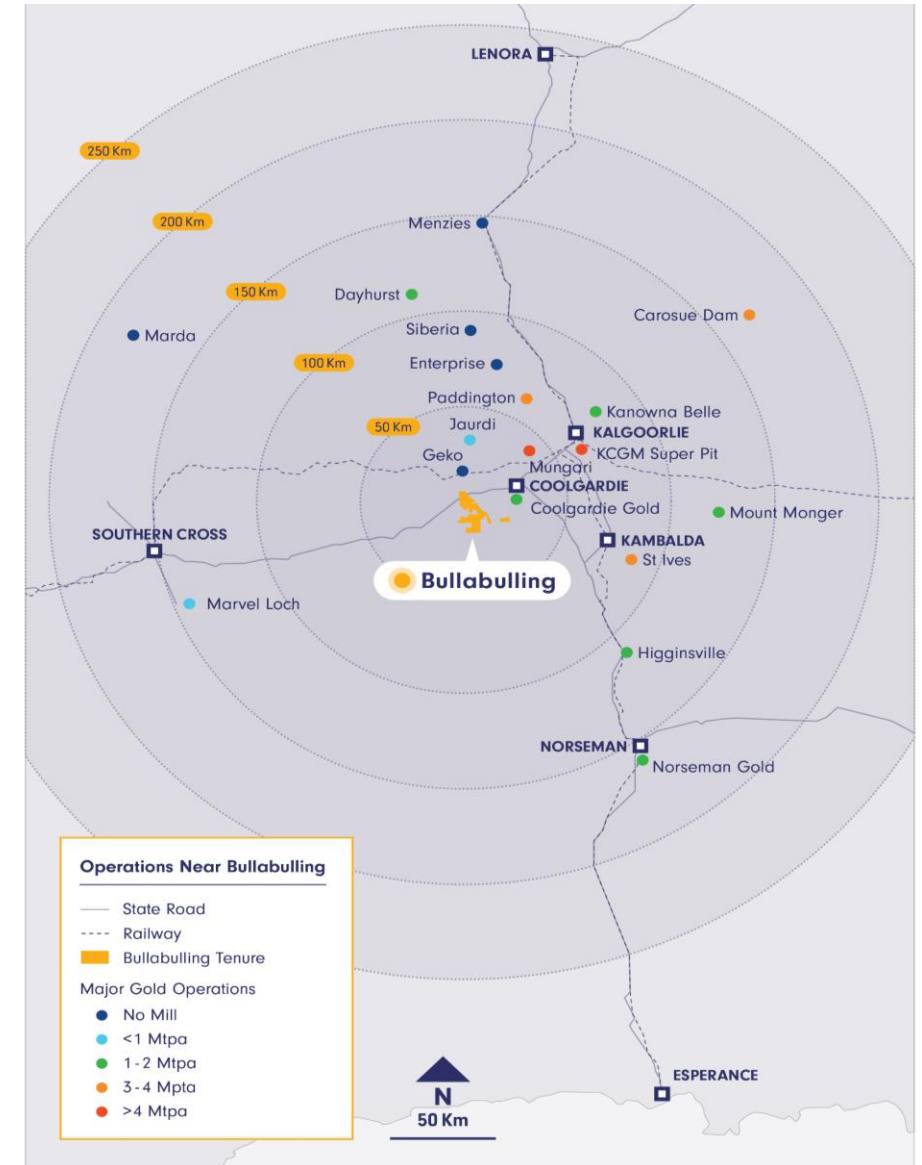 LENORA
250 Km
200 Km
Menzies
150 Km
Dayhurst
Carosue Dam
Siberia
Marda
100 Km
Enterprise
Paddington
Kanowna Belle
50 Km
Jaurdi
KALGOORLIE
KCGM Super Pit
Geko
Mungari
COOLGARDIE
Coolgardie Gold
Mount Monger
SOUTHERN CROSS
KAMBALDA
St Ives
Bullabulling
Marvel Loch
Higginsville
NORSEMAN
Norseman Gold
Operations Near Bullabulling
State Road
Railway
Bullabulling Tenure
Major Gold Operations
No Mill
<1 Mtpa
1-2 Mtpa
3-4 Mpta
>4 Mtpa
N
50 Km
ESPERANCE